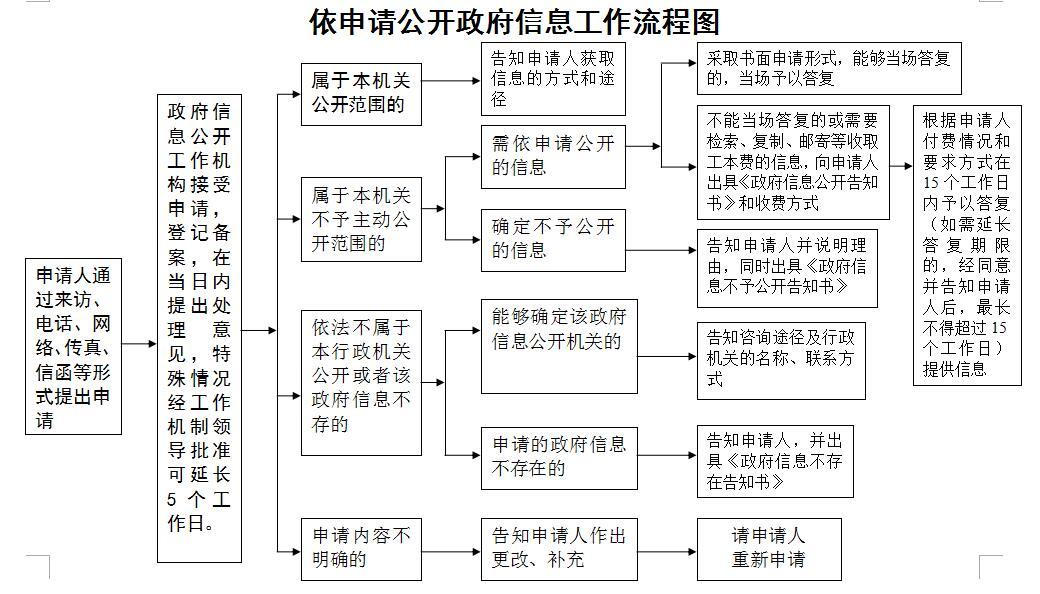 依申请公开政府信息工作流程图
申请人通
过来访、
电话、网
络、传真、
信函等形
式提出申
请
政府信
息公开
工作机
构接受
申请，
登记备
案，在
当日内
提出处
理意
见，特
殊情况
经工作
机制领
导批准
可延长
5个工
作日。
属于本机关
公开范围的
告知申请人获取
信息的方式和途
径
属于本机关
不予主动公
开范围的
需依申请公开
的信息
采取书面申请形式，能够当场答复
的，当场予以答复
不能当场答复的或需要
检索、复制、邮寄等收取
工本费的信息，向申请人
出具《政府信息公开告知
书》和收费方式
根据申请人
付费情况和
要求方式在
15个工作日
内予以答复
（如需延长
答复期限
的，经同意
并告知申请
人后，最长
不得超过15
个工作日）
提供信息
确定不予公开
的信息
告知申请人并说明理
由，同时出具《政府信
息不予公开告知书》
依法不属于
本行政机关
公开或者该
政府信息不
存的
能够确定该政府
信息公开机关的
告知咨询途径及行政
机关的名称、联系方
式
申请的政府信息
不存在的
告知申请人，并出
具《政府信息不存
在告知书》
申请内容不
明确的
告知申请人作出
更改、补充
请申请人
重新申请